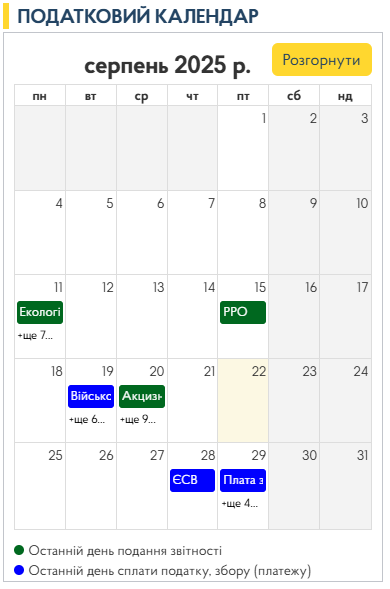 ПОДАТКОВИЙ КАЛЕНДАР
серпень 2025 р.
Розгорнути
пн вт ср чт пт сб нд
1 2 3
4 5 6 7 8 9 10
11 12 13 14 15 16 17
Екологі РРО
+ще 7...
18 19 20 21 22 23 24
Військо Акцизн
+ще 6... +ще 9...
25 26 27 28 29 30 31
ЄСВ Плата з
+ще 4...
Останній день подання звітності
Останній день сплати податку, збору (платежу)